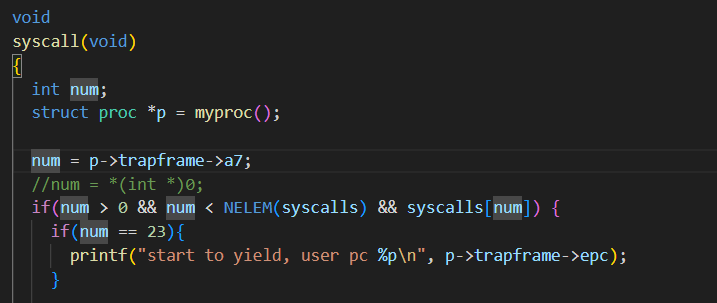 void
syscall(void)
{
int num;
struct proc *p = myproc();
num = p->trapframe->a7;
//num = *(int *)0;
if(num > 0 && num < NELEM(syscalls) && syscalls[num]) {
if(num == 23){
printf("start to yield, user pc %p\n", p->trapframe->epc);
}